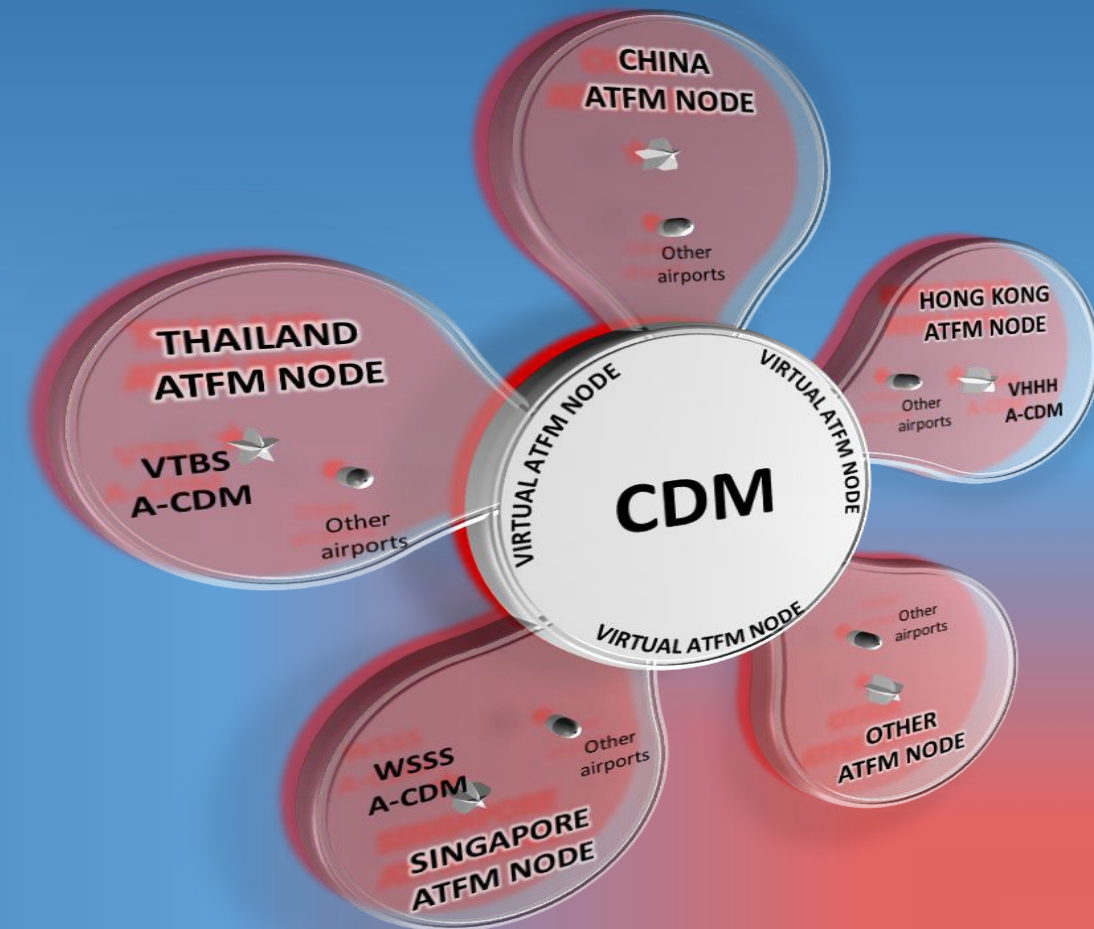 CHINA
ATFM NODE
Other
airports
HONG KONG
ATFM NODE
Other
airports
VHHH
A-CDM
THAILAND
ATFM NODE
VTBS
A-CDM
Other
airports
VIRTUAL ATFM NODE
VIRTUAL ATFM NODE
CDM
VIRTUAL ATFM NODE
Other
airports
OTHER
ATFM NODE
WSSS
A-CDM
Other
airports
SINGAPORE
ATFM NODE